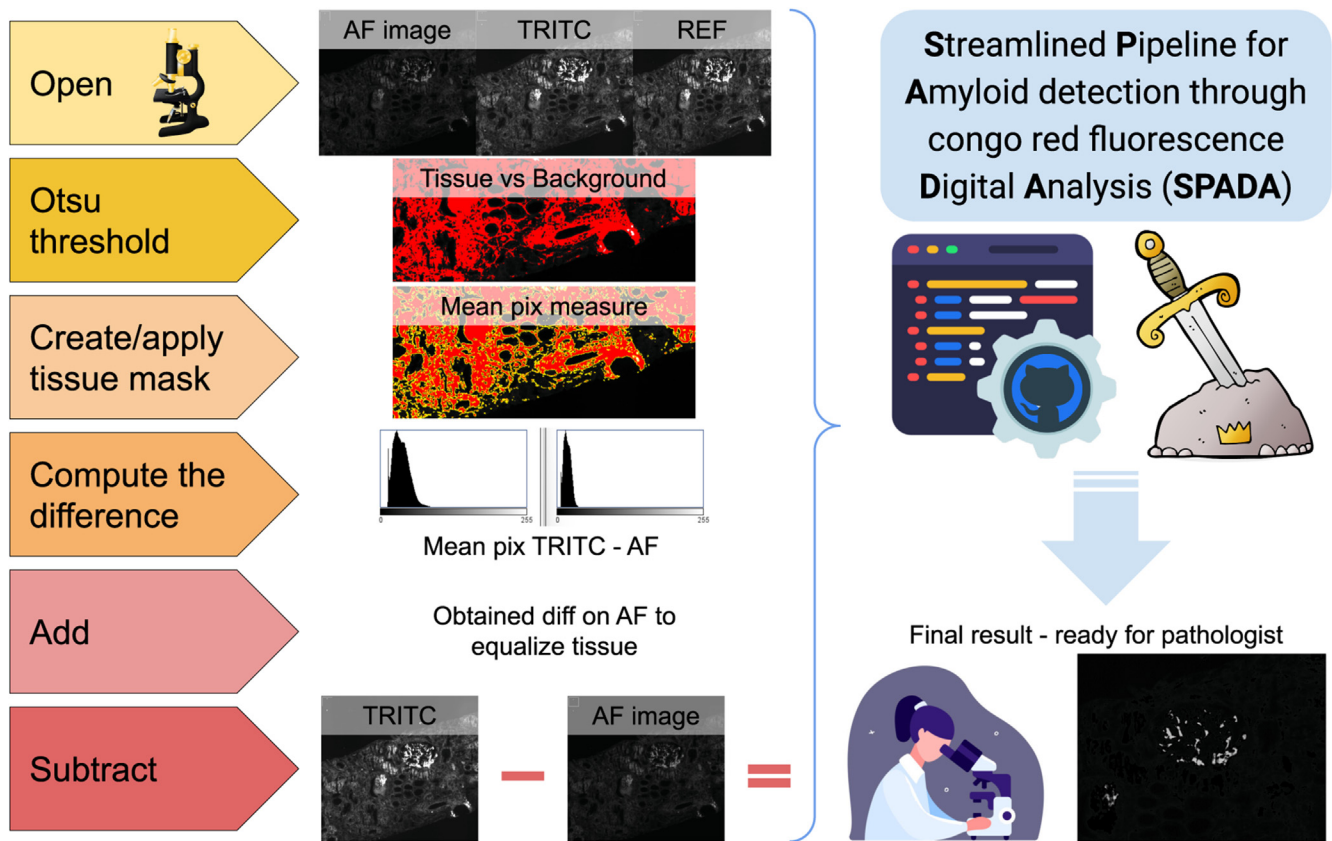 Open
AF image
TRITC
REF
Otsu
threshold
Tissue vs Background
Create/apply
tissue mask
Mean pix measure
Compute the
difference
0
255
0
255
Mean pix TRITC - AF
Add
Obtained diff on AF to
equalize tissue
Subtract
TRITC
AF image
Streamlined Pipeline for
Amyloid detection through
congo red fluorescence
Digital Analysis (SPADA)
Final result - ready for pathologist